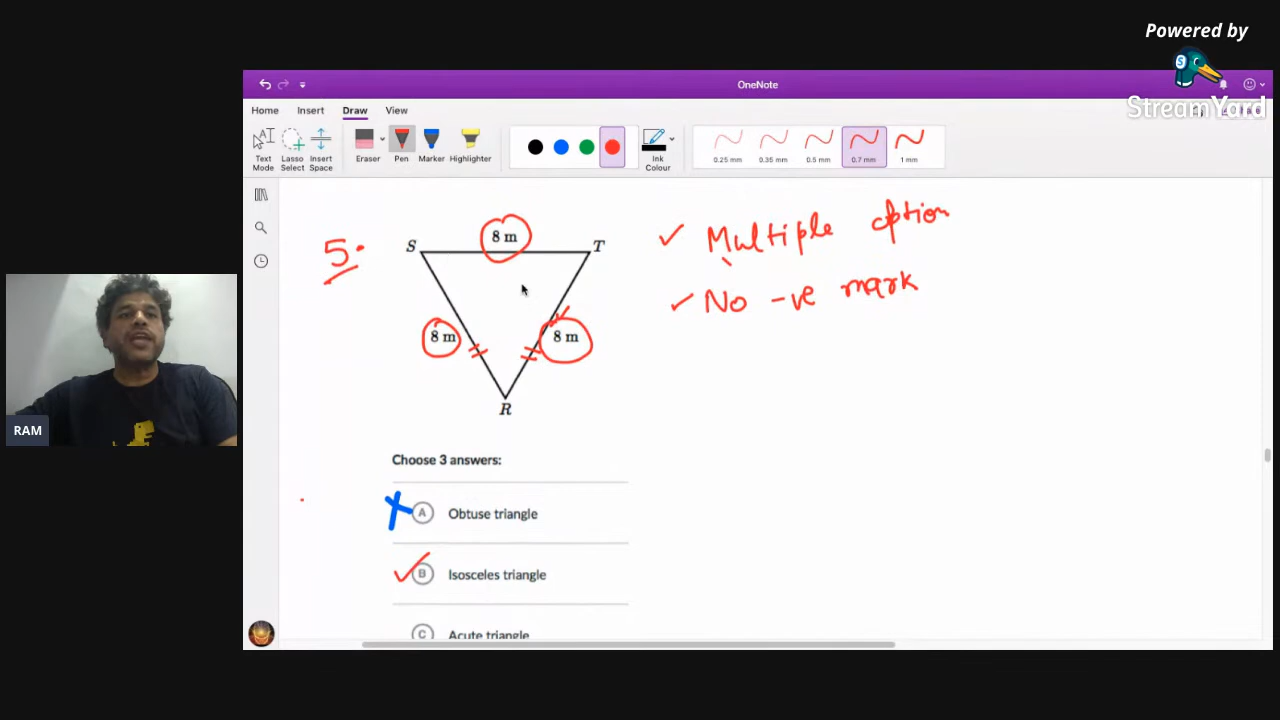 Powered by
StreamYard
OneNote
Home Insert Draw View
Text Mode
Lasso Select
Insert Space
Eraser
Pen
Marker
Highlighter
Ink Colour
0.25 mm 0.35 mm 0.5 mm 0.7 mm 1 mm
5.
S 8 m T
8 m 8 m
R
✓ Multiple option
✓ No -ve mark
RAM
Choose 3 answers:
A Obtuse triangle
B Isosceles triangle
C Acute triangle